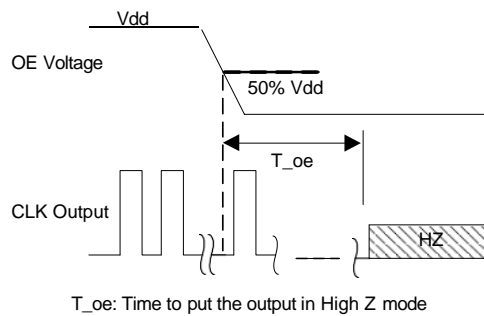 Vdd
OE Voltage
50% Vdd
T_oe
CLK Output
HZ
T_oe: Time to put the output in High Z mode